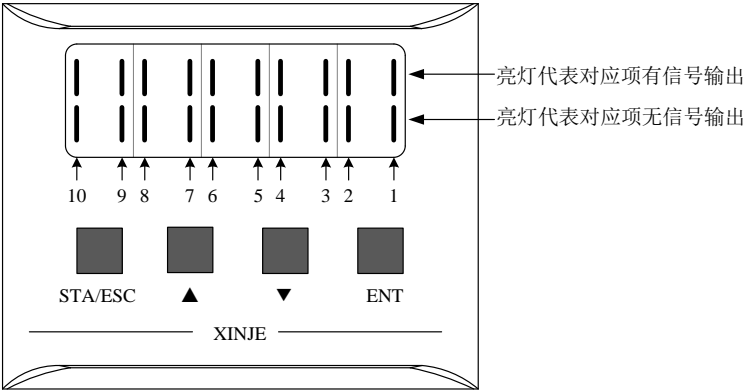 亮灯代表对应项有信号输出
亮灯代表对应项无信号输出
10 9 8 7 6 5 4 3 2 1
STA/ESC ▲ ▼ ENT
XINJE